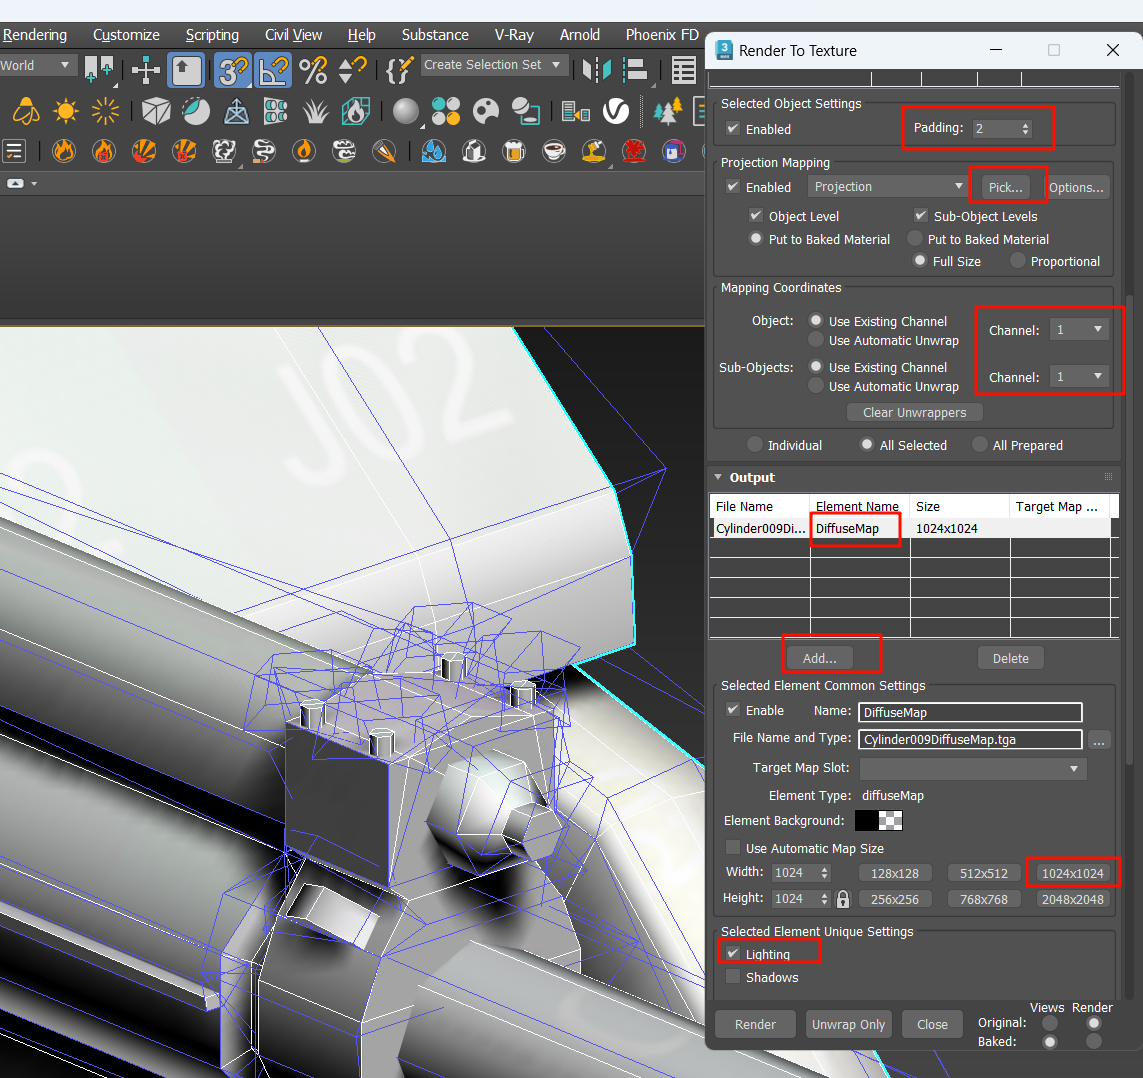 Rendering Customize Scripting Civil View Help Substance V-Ray Arnold Phoenix FD
3 Render To Texture
World
3
Create Selection Set
Selected Object Settings
Enabled
Padding: 2
Projection Mapping
Enabled Projection Pick... Options...
Object Level Sub-Object Levels
Put to Baked Material Put to Baked Material
Full Size Proportional
Mapping Coordinates
Object: Use Existing Channel Channel: 1
Use Automatic Unwrap
Sub-Objects: Use Existing Channel Channel: 1
Use Automatic Unwrap
Clear Unwrappers
Individual All Selected All Prepared
J02
Output
File Name Element Name Size Target Map ...
Cylinder009Di... DiffuseMap 1024x1024
Add... Delete
Selected Element Common Settings
Enable Name: DiffuseMap
File Name and Type: Cylinder009DiffuseMap.tga ...
Target Map Slot:
Element Type: diffuseMap
Element Background:
Use Automatic Map Size
Width: 1024 128x128 512x512 1024x1024
Height: 1024 256x256 768x768 2048x2048
Selected Element Unique Settings
Lighting
Shadows
Views Render
Render Unwrap Only Close Original:
Baked: